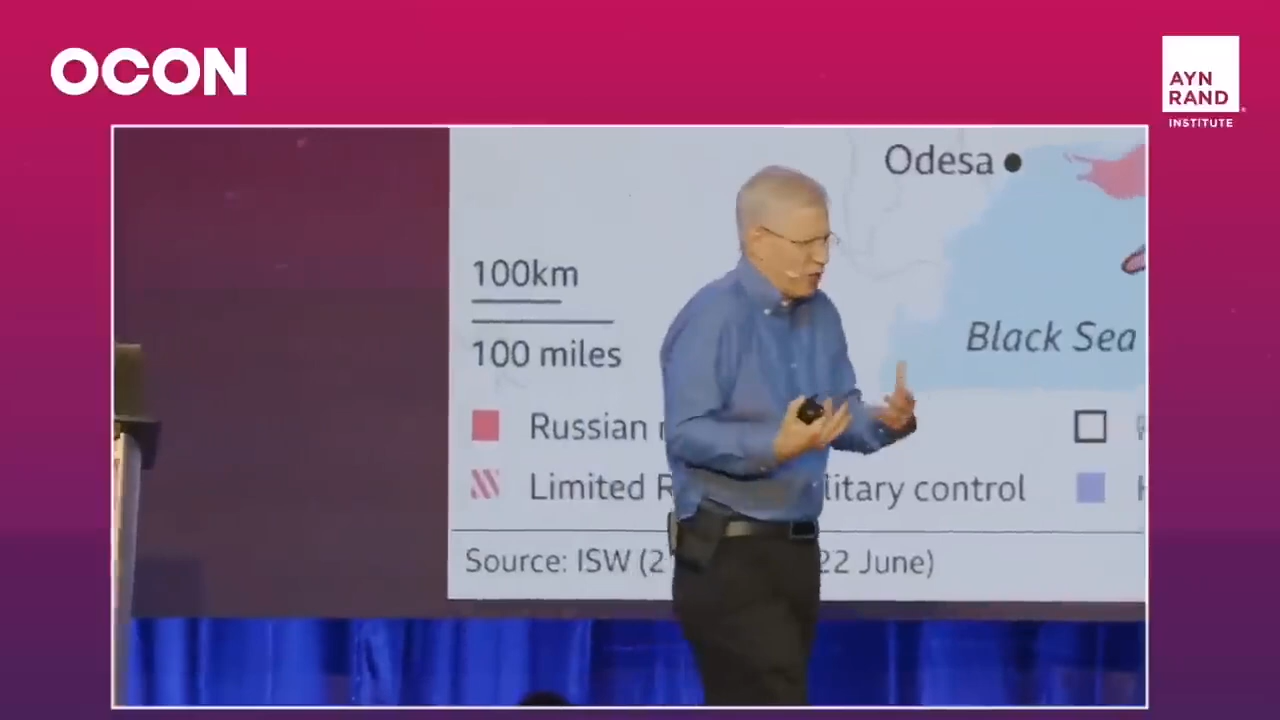 OCON
AYN
RAND
INSTITUTE
Odesa
100km
Black Sea
100 miles
Russian
Limited
litary control
Source: ISW (2
22 June)